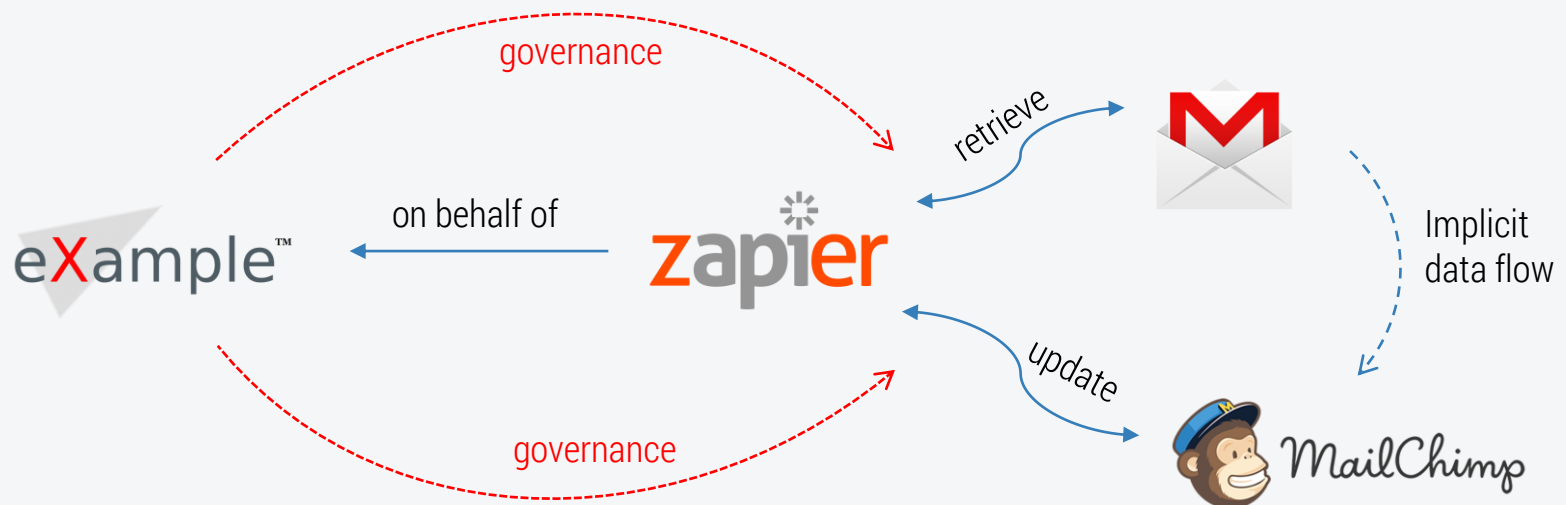 governance
retrieve
on behalf of
eXample™
zapier
Implicit
data flow
update
governance
M
MailChimp